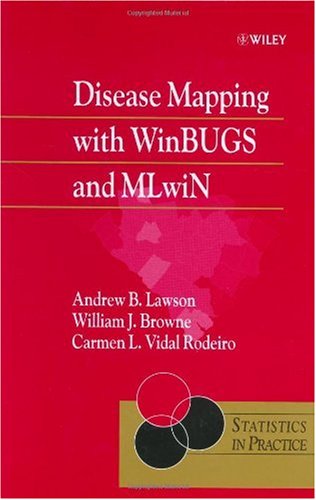 WILEY
Disease Mapping
with WinBUGS
and MLwiN
Andrew B. Lawson
William J. Browne
Carmen L. Vidal Rodeiro
STATISTICS
IN PRACTICE